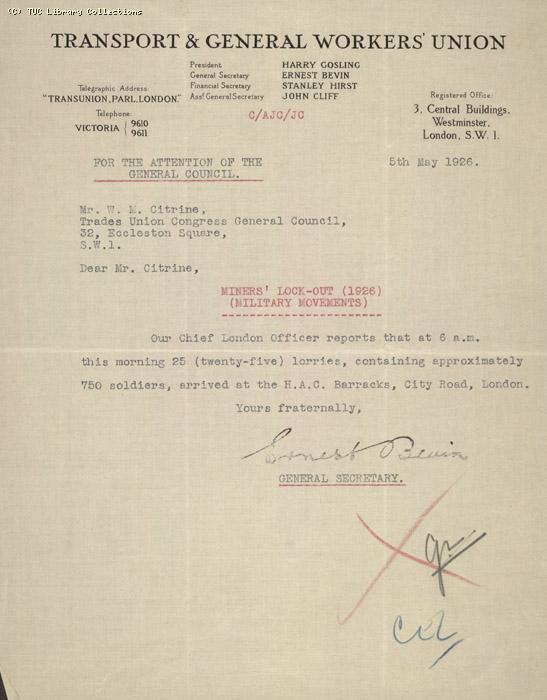 (C) TUC Library Collections
TRANSPORT & GENERAL WORKERS' UNION
President HARRY GOSLING
General Secretary ERNEST BEVIN
Financial Secretary STANLEY HIRST
Asst General Secretary JOHN CLIFF
Telegraphic Address:
"TRANSUNION, PARL, LONDON."
Telephone:
VICTORIA { 9610
9611
C/AJC/JC
Registered Office:
3, Central Buildings,
Westminster,
London, S.W. 1.
FOR THE ATTENTION OF THE
GENERAL COUNCIL.
5th May 1926.
Mr. W. M. Citrine,
Trades Union Congress General Council,
32, Eccleston Square,
S.W.1.
Dear Mr. Citrine,
MINERS' LOCK-OUT (1926)
(MILITARY MOVEMENTS)
Our Chief London Officer reports that at 6 a.m.
this morning 25 (twenty-five) lorries, containing approximately
750 soldiers, arrived at the H.A.C. Barracks, City Road, London.
Yours fraternally,
Ernest Bevin
GENERAL SECRETARY.